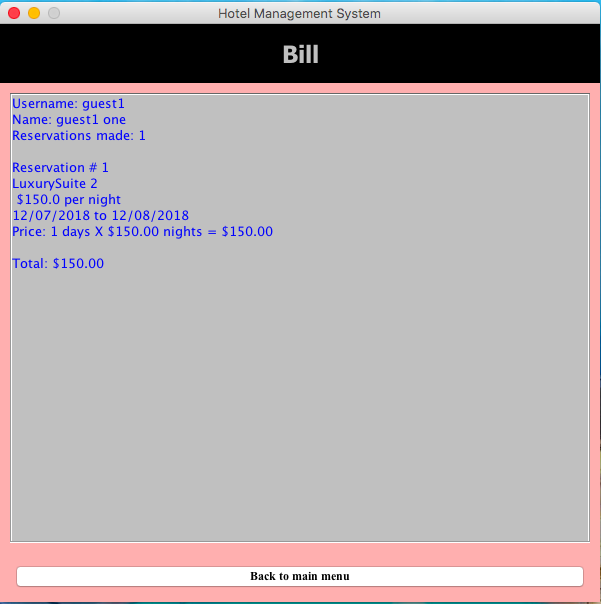 Hotel Management System
Bill
Username: guest1
Name: guest1 one
Reservations made: 1
Reservation # 1
LuxurySuite 2
$150.0 per night
12/07/2018 to 12/08/2018
Price: 1 days X $150.00 nights = $150.00
Total: $150.00
Back to main menu